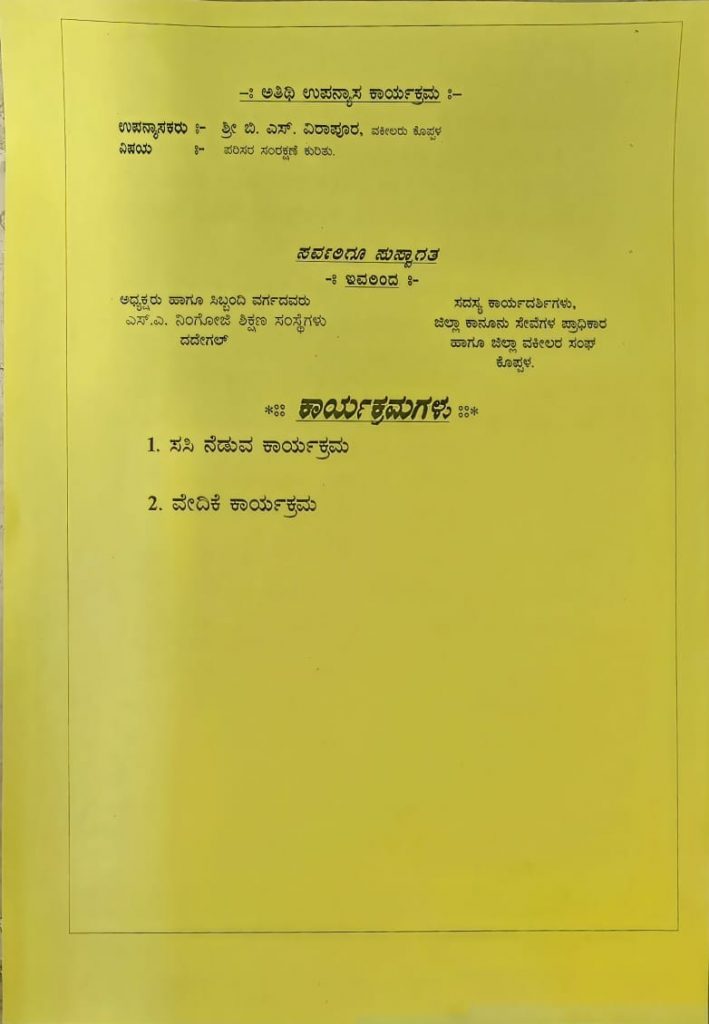 -ಃ ಅತಿಥಿ ಉಪನ್ಯಾಸ ಕಾರ್ಯಕ್ರಮ ಃ-
ಉಪನ್ಯಾಸಕರು ಃ- ಶ್ರೀ ಬಿ. ಎಸ್. ವಿರಾಪೂರ, ವಕೀಲರು ಕೊಪ್ಪಳ
ವಿಷಯ ಃ- ಪರಿಸರ ಸಂರಕ್ಷಣೆ ಕುರಿತು.
ಸರ್ವರಿಗೂ ಸುಸ್ವಾಗತ
-ಃ ಇವರಿಂದ ಃ-
ಅಧ್ಯಕ್ಷರು ಹಾಗೂ ಸಿಬ್ಬಂದಿ ವರ್ಗದವರು
ಎಸ್.ಎ. ನಿಂಗೋಜಿ ಶಿಕ್ಷಣ ಸಂಸ್ಥೆಗಳು
ದದೇಗಲ್
ಸದಸ್ಯ ಕಾರ್ಯದರ್ಶಿಗಳು,
ಜಿಲ್ಲಾ ಕಾನೂನು ಸೇವೆಗಳ ಪ್ರಾಧಿಕಾರ
ಹಾಗೂ ಜಿಲ್ಲಾ ವಕೀಲರ ಸಂಘ
ಕೊಪ್ಪಳ.
*ಃಃ ಕಾರ್ಯಕ್ರಮಗಳು ಃಃ*
1. ಸಸಿ ನೆಡುವ ಕಾರ್ಯಕ್ರಮ
2. ವೇದಿಕೆ ಕಾರ್ಯಕ್ರಮ